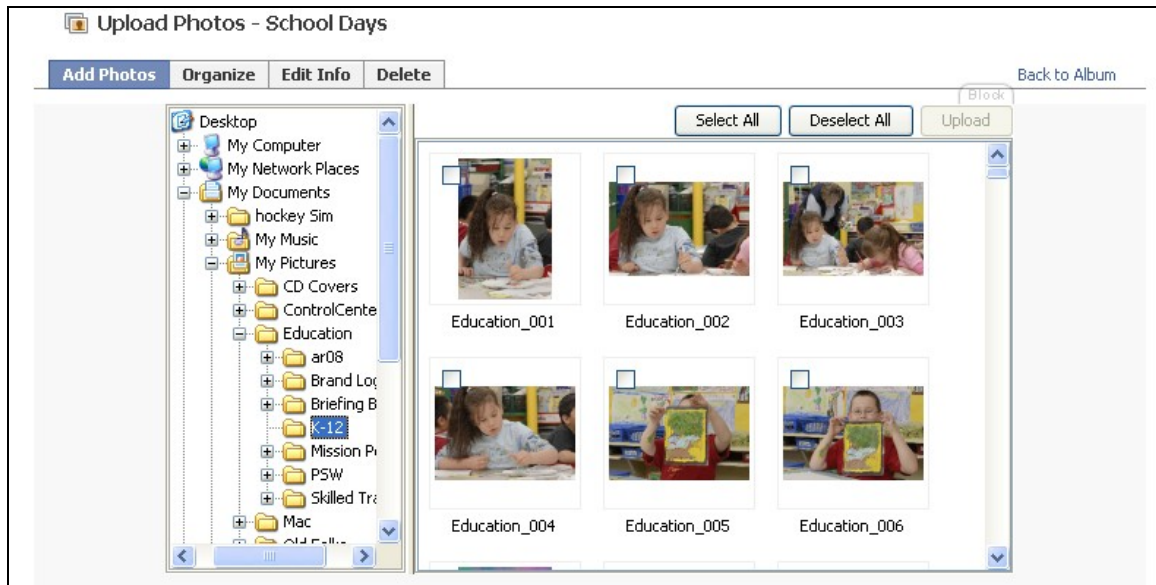 Upload Photos - School Days
Add Photos Organize Edit Info Delete
Back to Album
Block
Select All Deselect All Upload
Desktop
My Computer
My Network Places
My Documents
hockey Sim
My Music
My Pictures
CD Covers
ControlCente
Education
ar08
Brand Log
Briefing B
K-12
Mission P
PSW
Skilled Tra
Mac
Education_001 Education_002 Education_003
Education_004 Education_005 Education_006